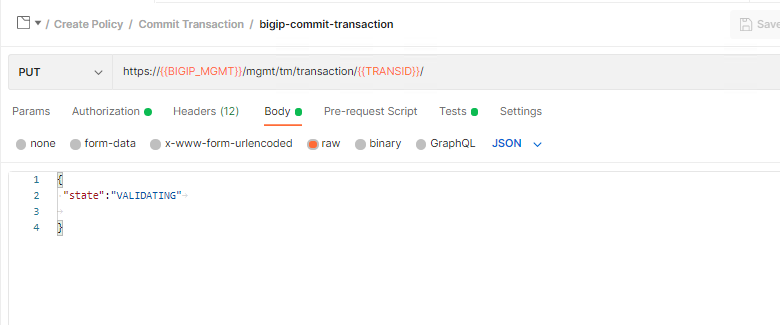 / Create Policy / Commit Transaction / bigip-commit-transaction Save
PUT https://{{BIGIP_MGMT}}/mgmt/tm/transaction/{{TRANSID}}/
Params Authorization Headers (12) Body Pre-request Script Tests Settings
none form-data x-www-form-urlencoded raw binary GraphQL JSON
1 {
2 "state":"VALIDATING"
3
4 }